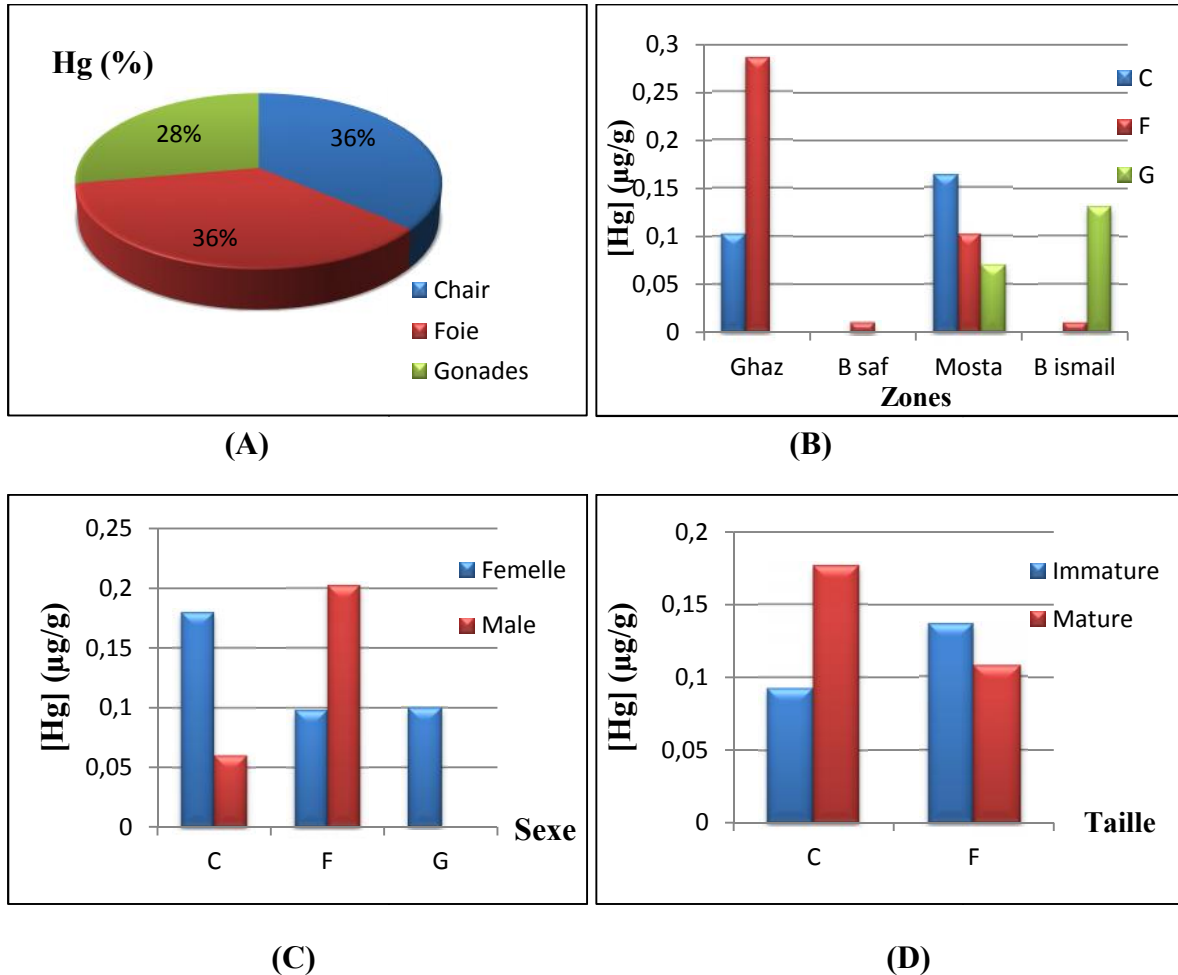 Hg (%)
28%
36%
36%
Chair
Foie
Gonades
(A)
[Hg] (µg/g)
0,3
0,25
0,2
0,15
0,1
0,05
0
C
F
G
Ghaz B saf Mosta B ismail
Zones
(B)
[Hg] (µg/g)
0,25
0,2
0,15
0,1
0,05
0
Femelle
Male
C F G
Sexe
(C)
[Hg] (µg/g)
0,2
0,15
0,1
0,05
0
Immature
Mature
C F
Taille
(D)